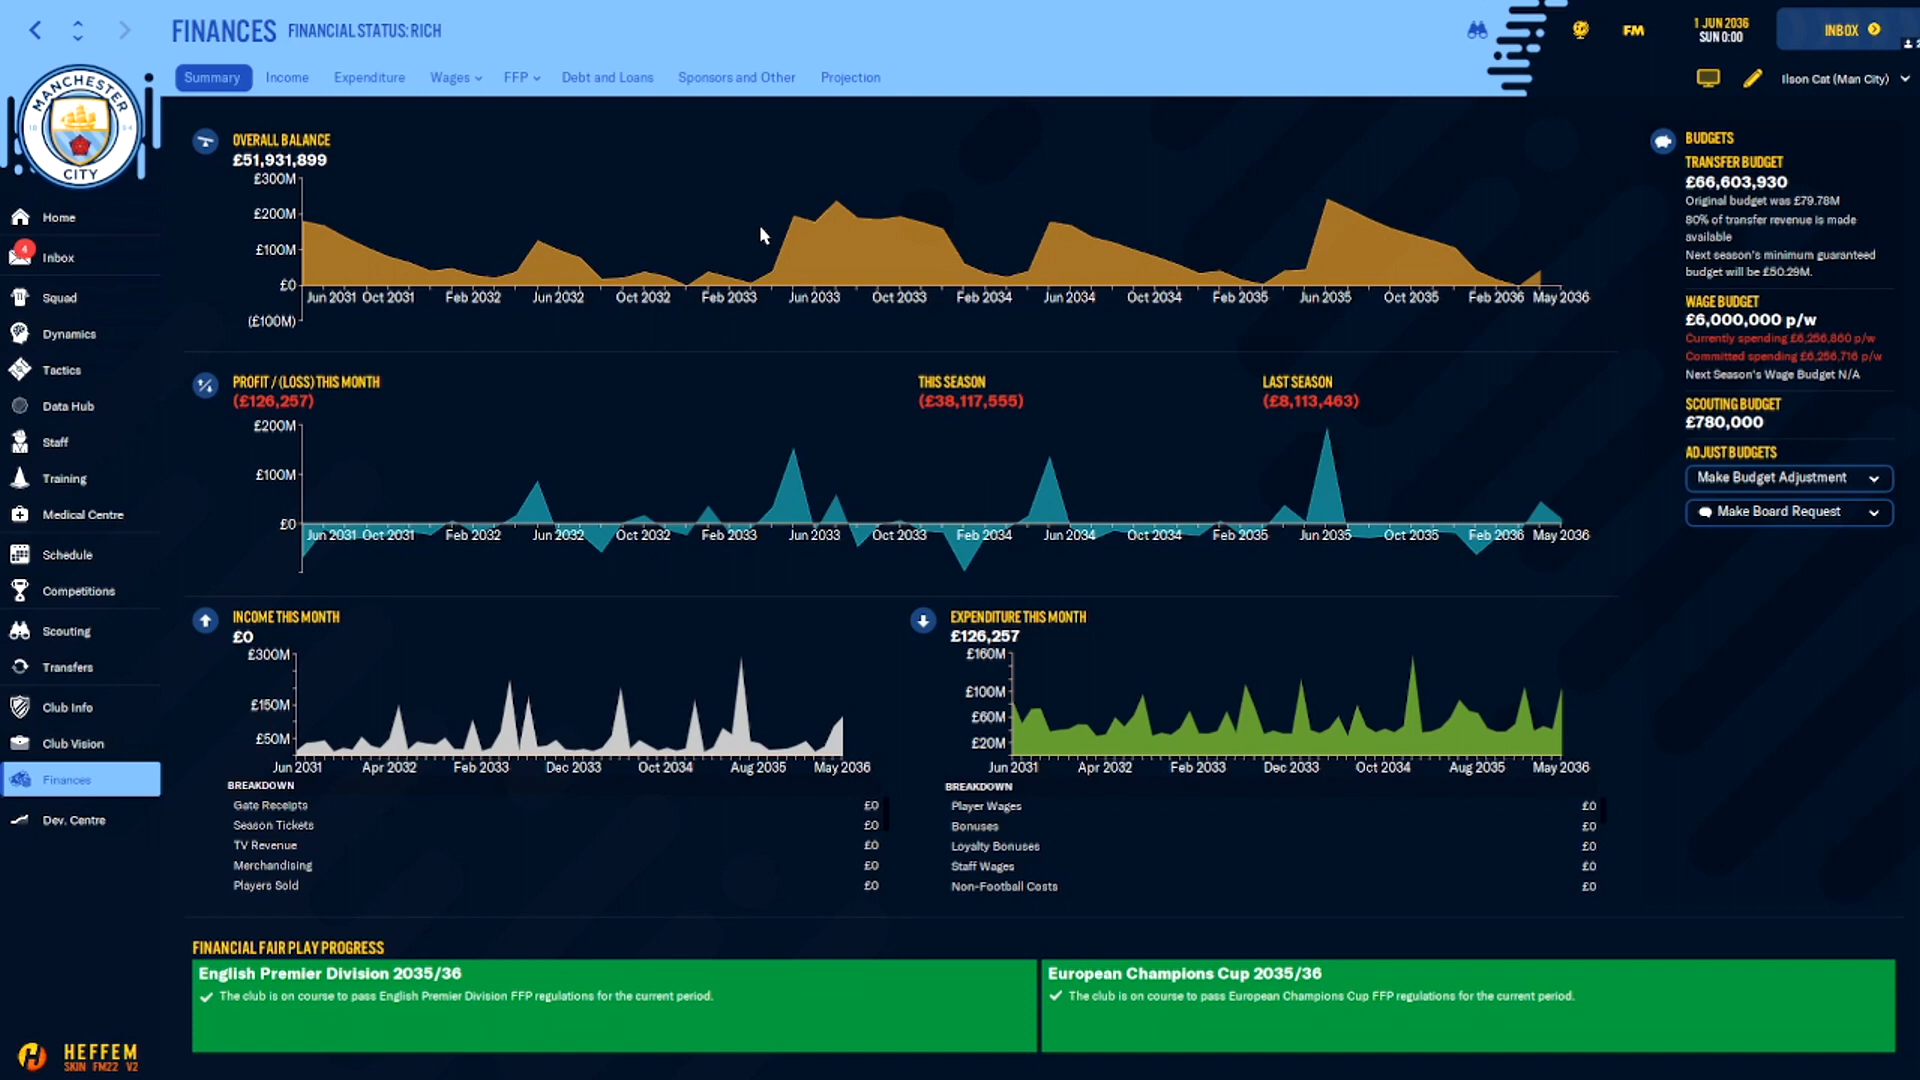 FINANCES FINANCIAL STATUS: RICH
FM
1 JUN 2036
SUN 0:00
INBOX
Summary Income Expenditure Wages FFP Debt and Loans Sponsors and Other Projection
Ilson Cat (Man City)
MANCHESTER
18 94
CITY
Home
4
Inbox
Squad
Dynamics
Tactics
Data Hub
Staff
Training
Medical Centre
Schedule
Competitions
Scouting
Transfers
Club Info
Club Vision
Finances
Dev. Centre
HEFFEM
SKIN FM22 V2
OVERALL BALANCE
£51,931,899
£300M
£200M
£100M
£0
(£100M)
Jun 2031 Oct 2031 Feb 2032 Jun 2032 Oct 2032 Feb 2033 Jun 2033 Oct 2033 Feb 2034 Jun 2034 Oct 2034 Feb 2035 Jun 2035 Oct 2035 Feb 2036 May 2036
PROFIT / (LOSS) THIS MONTH
(£126,257)
THIS SEASON
(£38,117,555)
LAST SEASON
(£8,113,463)
£200M
£100M
£0
Jun 2031 Oct 2031 Feb 2032 Jun 2032 Oct 2032 Feb 2033 Jun 2033 Oct 2033 Feb 2034 Jun 2034 Oct 2034 Feb 2035 Jun 2035 Oct 2035 Feb 2036 May 2036
INCOME THIS MONTH
£0
£300M
£150M
£50M
Jun 2031 Apr 2032 Feb 2033 Dec 2033 Oct 2034 Aug 2035 May 2036
BREAKDOWN
Gate Receipts £0
Season Tickets £0
TV Revenue £0
Merchandising £0
Players Sold £0
EXPENDITURE THIS MONTH
£126,257
£160M
£100M
£60M
£20M
Jun 2031 Apr 2032 Feb 2033 Dec 2033 Oct 2034 Aug 2035 May 2036
BREAKDOWN
Player Wages £0
Bonuses £0
Loyalty Bonuses £0
Staff Wages £0
Non-Football Costs £0
BUDGETS
TRANSFER BUDGET
£66,603,930
Original budget was £79.78M
80% of transfer revenue is made
available
Next season's minimum guaranteed
budget will be £50.29M.
WAGE BUDGET
£6,000,000 p/w
Currently spending £6,256,860 p/w
Committed spending £6,256,716 p/w
Next Season's Wage Budget N/A
SCOUTING BUDGET
£780,000
ADJUST BUDGETS
Make Budget Adjustment
Make Board Request
FINANCIAL FAIR PLAY PROGRESS
English Premier Division 2035/36
The club is on course to pass English Premier Division FFP regulations for the current period.
European Champions Cup 2035/36
The club is on course to pass European Champions Cup FFP regulations for the current period.